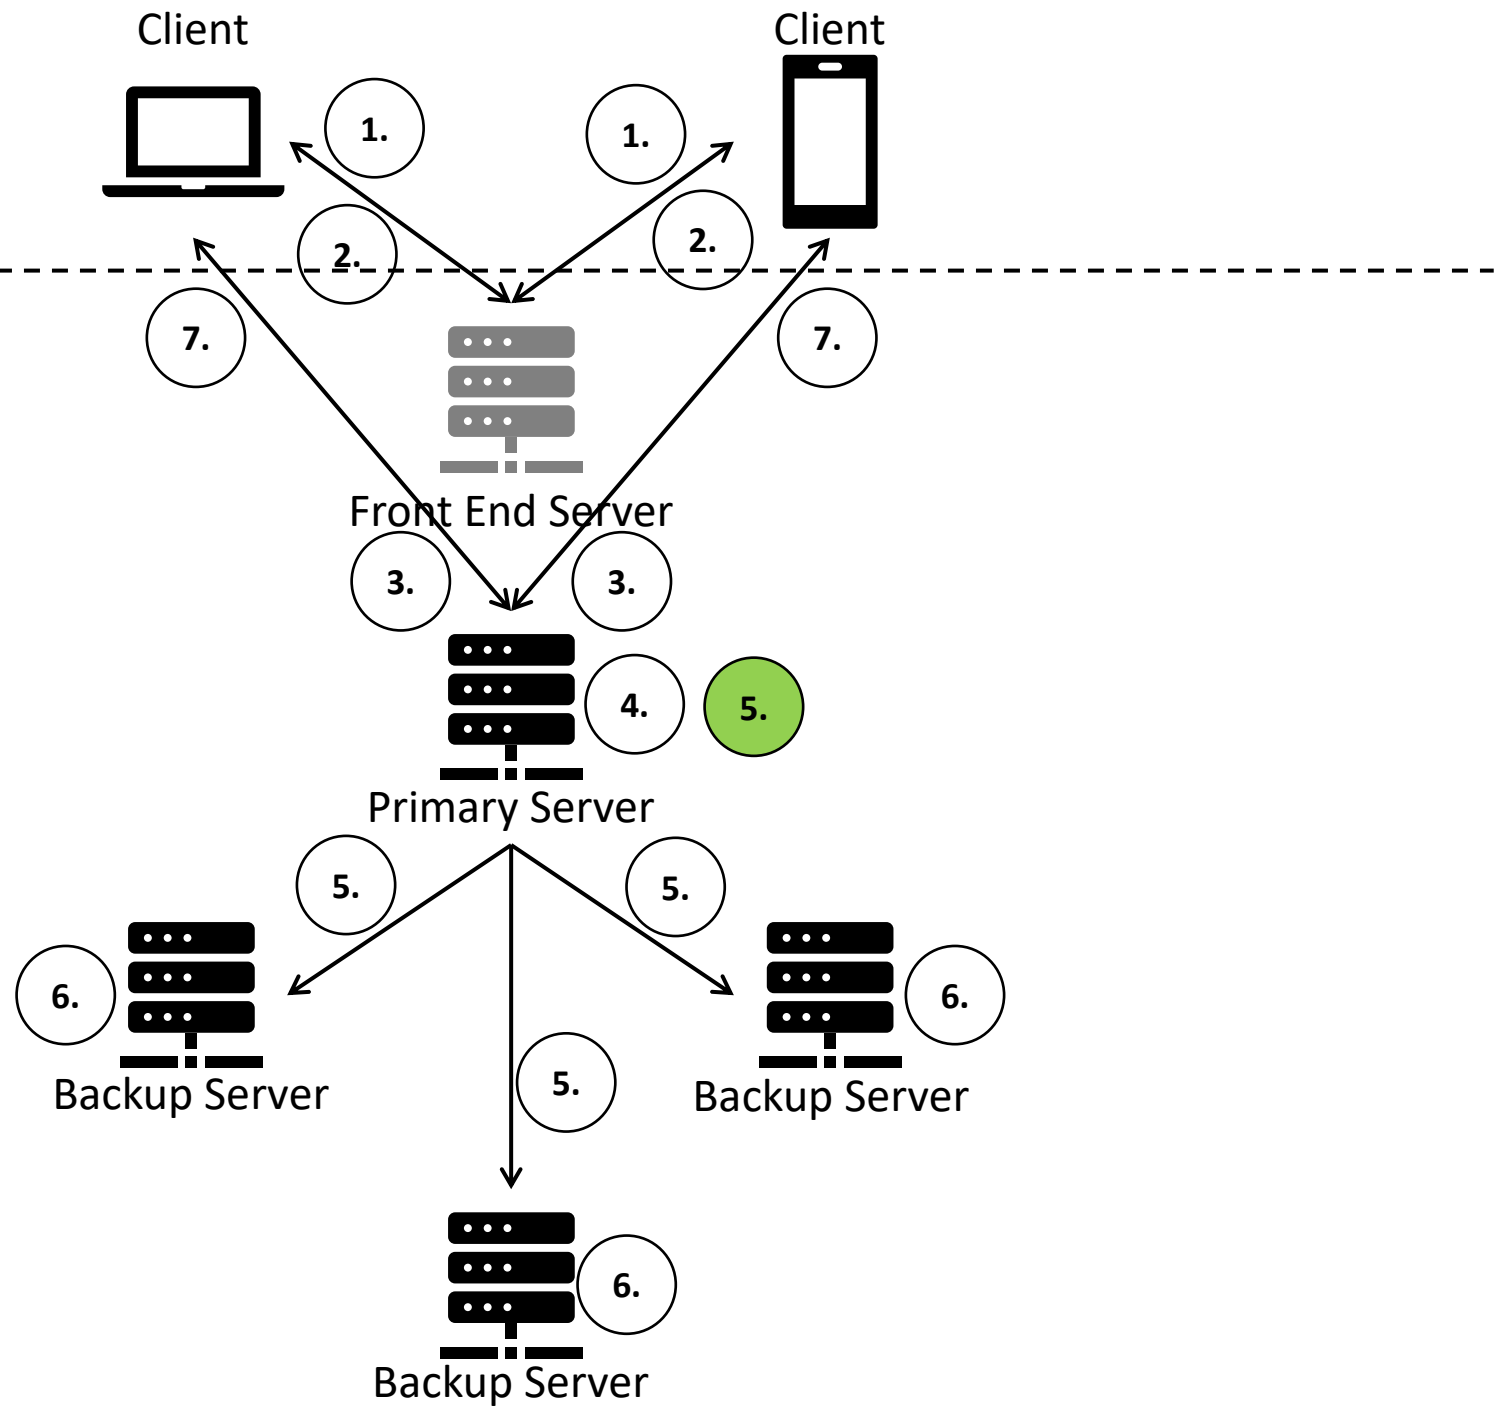 Client
Client
1.
1.
2.
2.
7.
7.
Front End Server
3.
3.
4.
5.
Primary Server
5.
5.
6.
6.
Backup Server
5.
Backup Server
6.
Backup Server